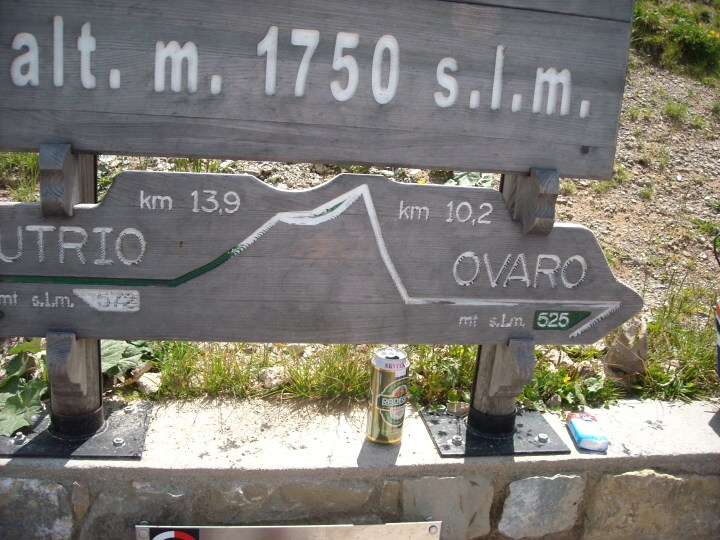 alt. m. 1750 s.l.m.
km 13,9
km 10,2
UTRIO
OVARO
mt s.l.m. 572
mt s.l.m. 525